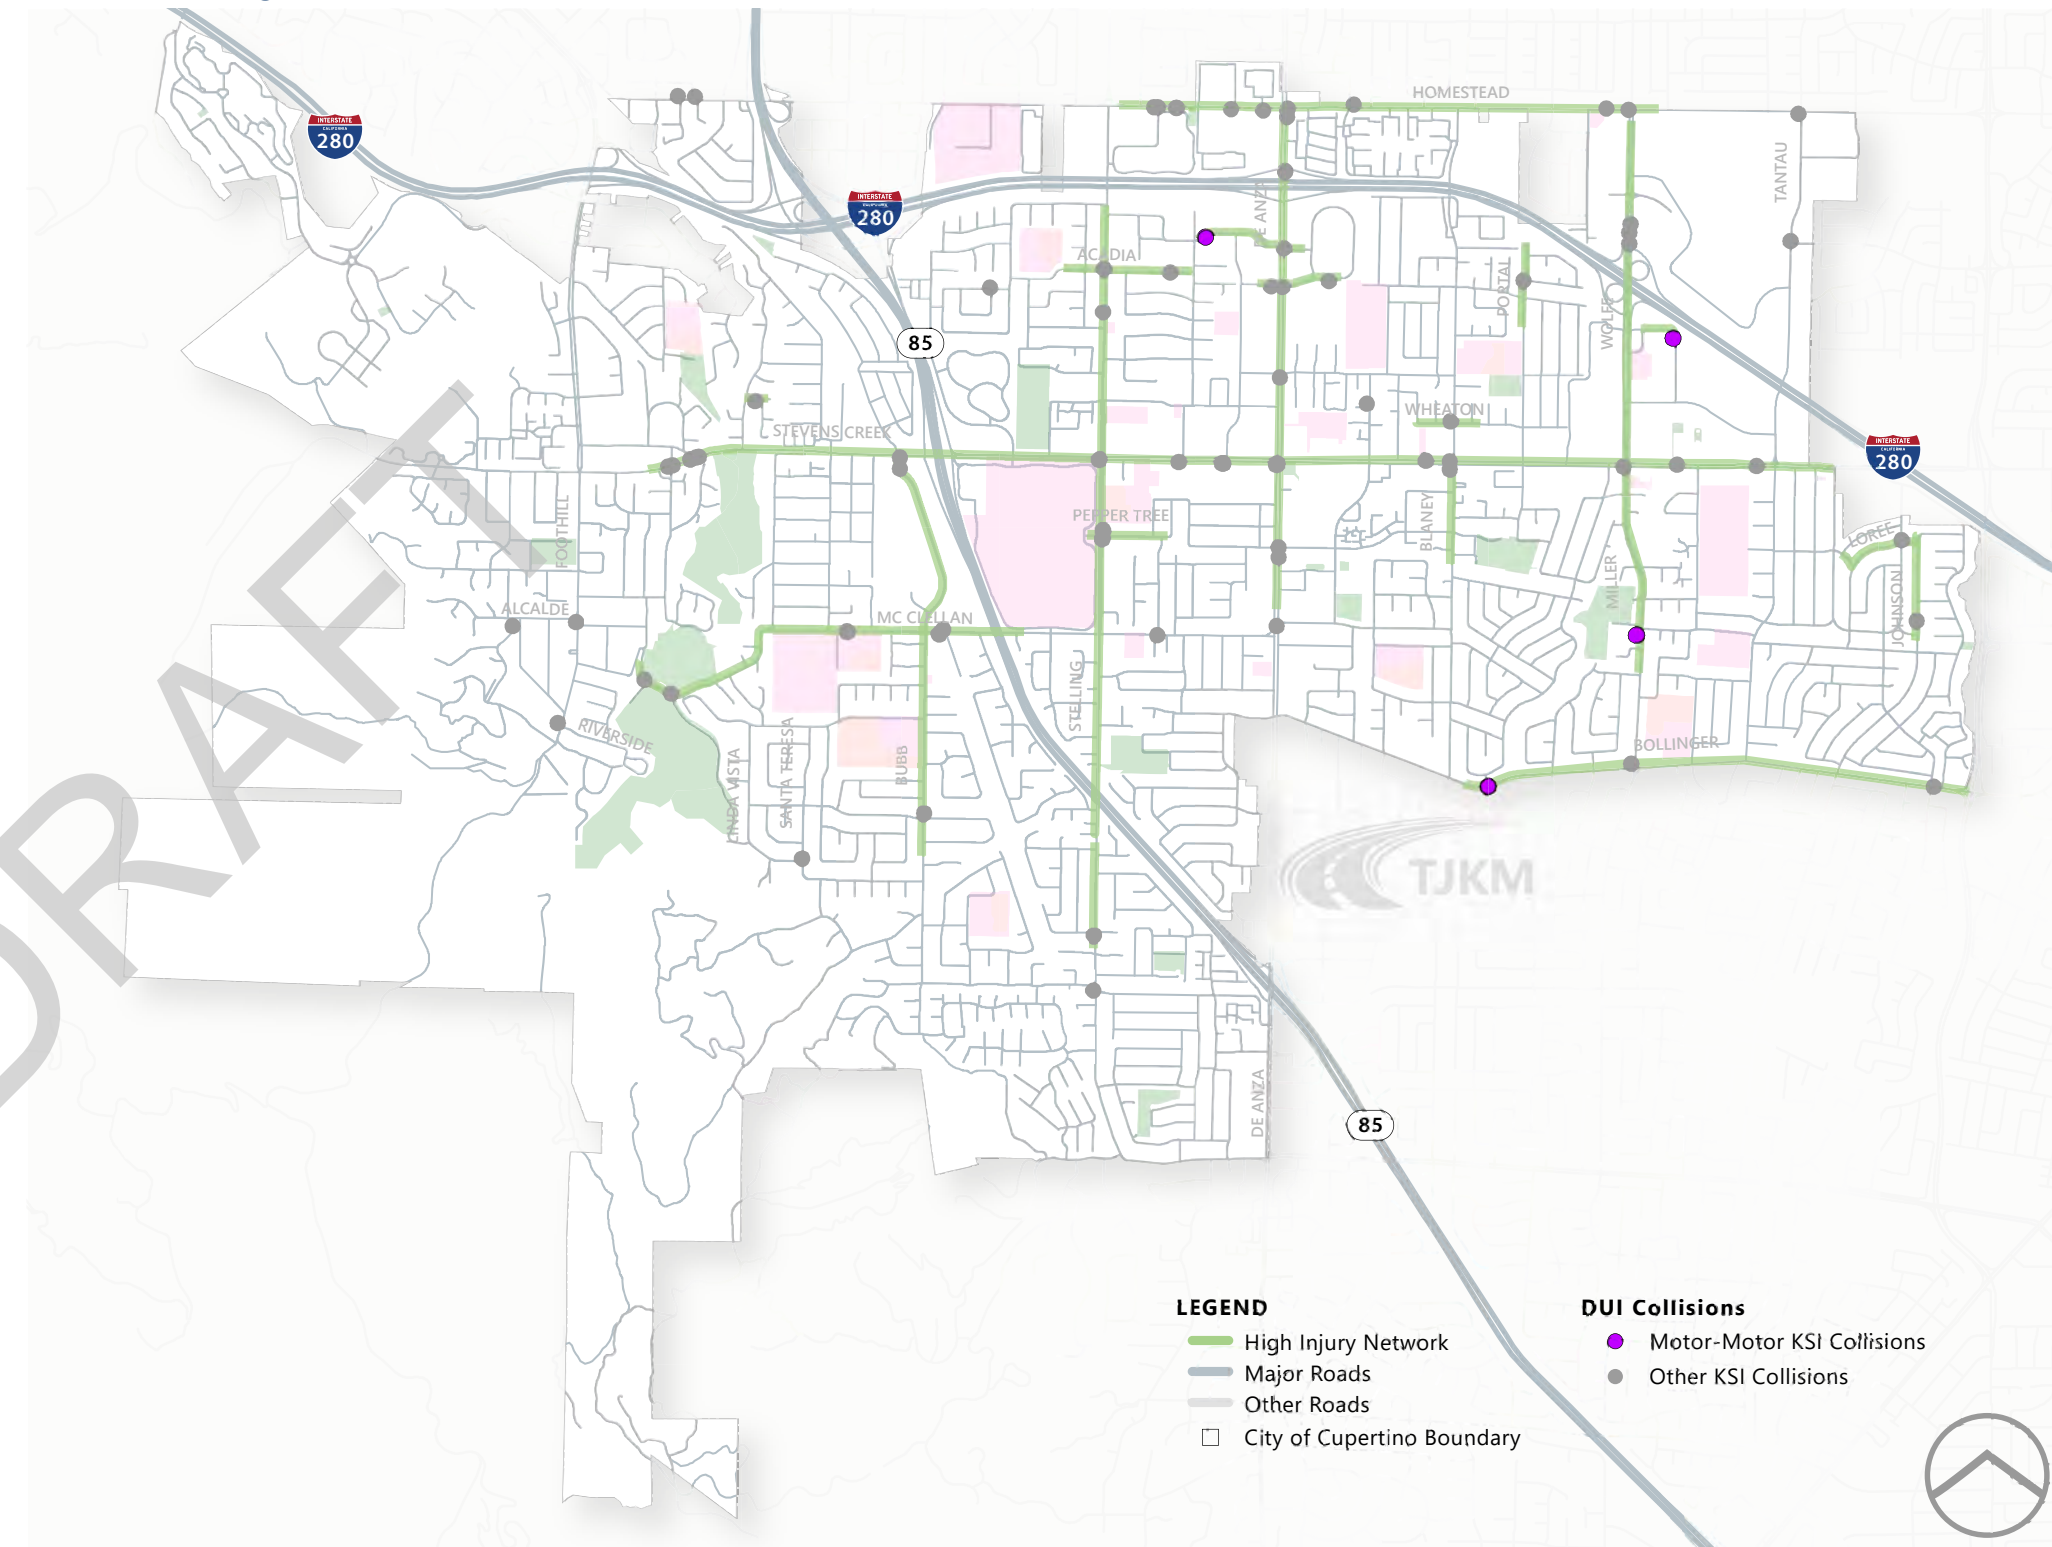 HOMESTEAD
INTERSTATE
CALIFORNIA
280
TANTAU
INTERSTATE
CALIFORNIA
280
DE ANZA
ACADIA
PORTAL
WOLFE
85
WHEATON
STEVENS CREEK
INTERSTATE
CALIFORNIA
280
FOOTHILL
PEPPER TREE
BLANEY
LOREE
MILLER
JOHNSON
ALCALDE
MC CLELLAN
STELLING
RIVERSIDE
LINDA VISTA
SANTA TERESA
BUBB
BOLLINGER
DRAFT
TJKM
DE ANZA
85
LEGEND
High Injury Network
Major Roads
Other Roads
City of Cupertino Boundary
DUI Collisions
Motor-Motor KSI Collisions
Other KSI Collisions